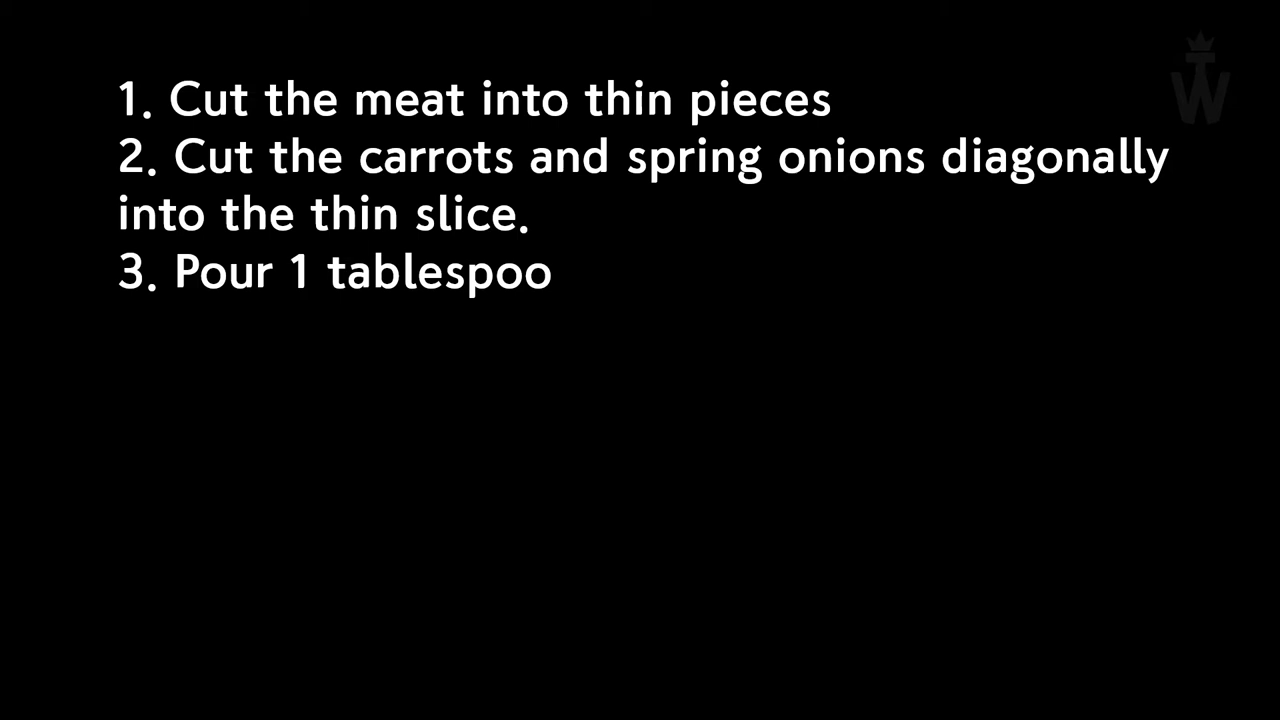 1. Cut the meat into thin pieces
2. Cut the carrots and spring onions diagonally
into the thin slice.
3. Pour 1 tablespoo
W